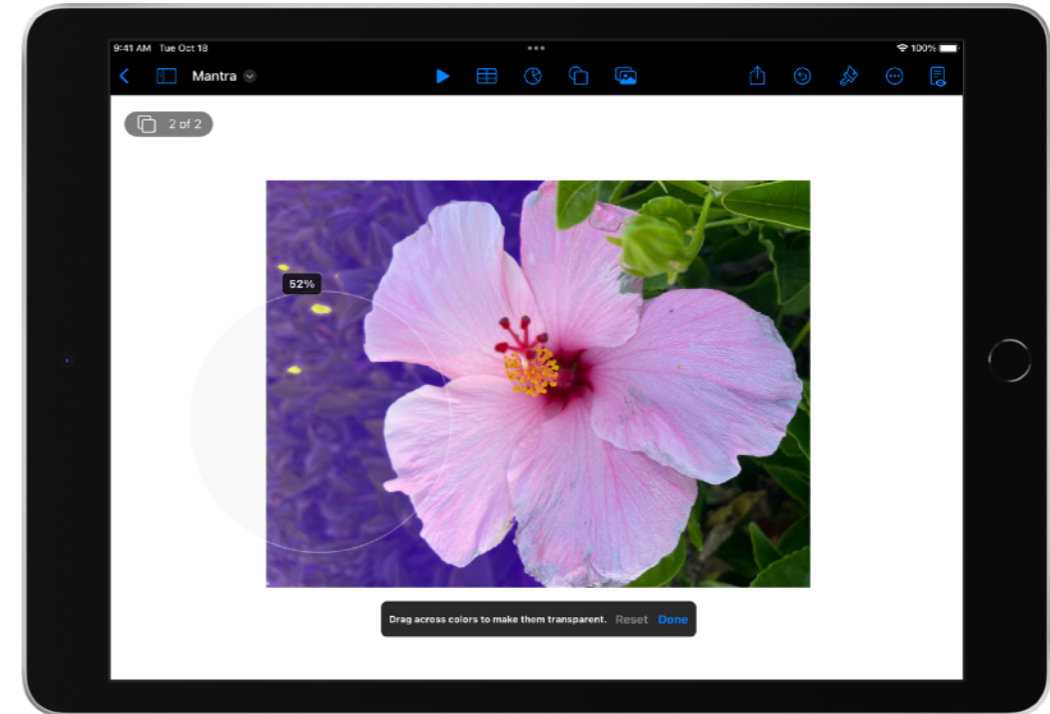 9:41 AM Tue Oct 18
100%
Mantra
2 of 2
52%
Drag across colors to make them transparent. Reset Done